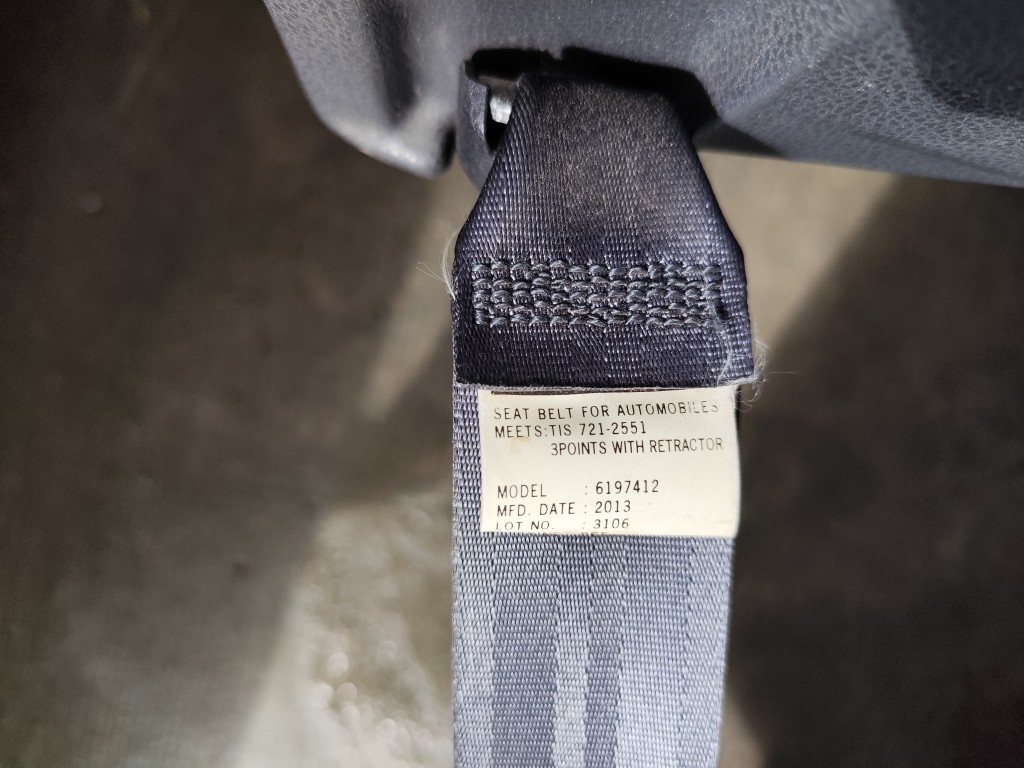 SEAT BELT FOR AUTOMOBILES
MEETS:TIS 721-2551
3POINTS WITH RETRACTOR
MODEL : 6197412
MFD. DATE : 2013
LOT NO. : 3106